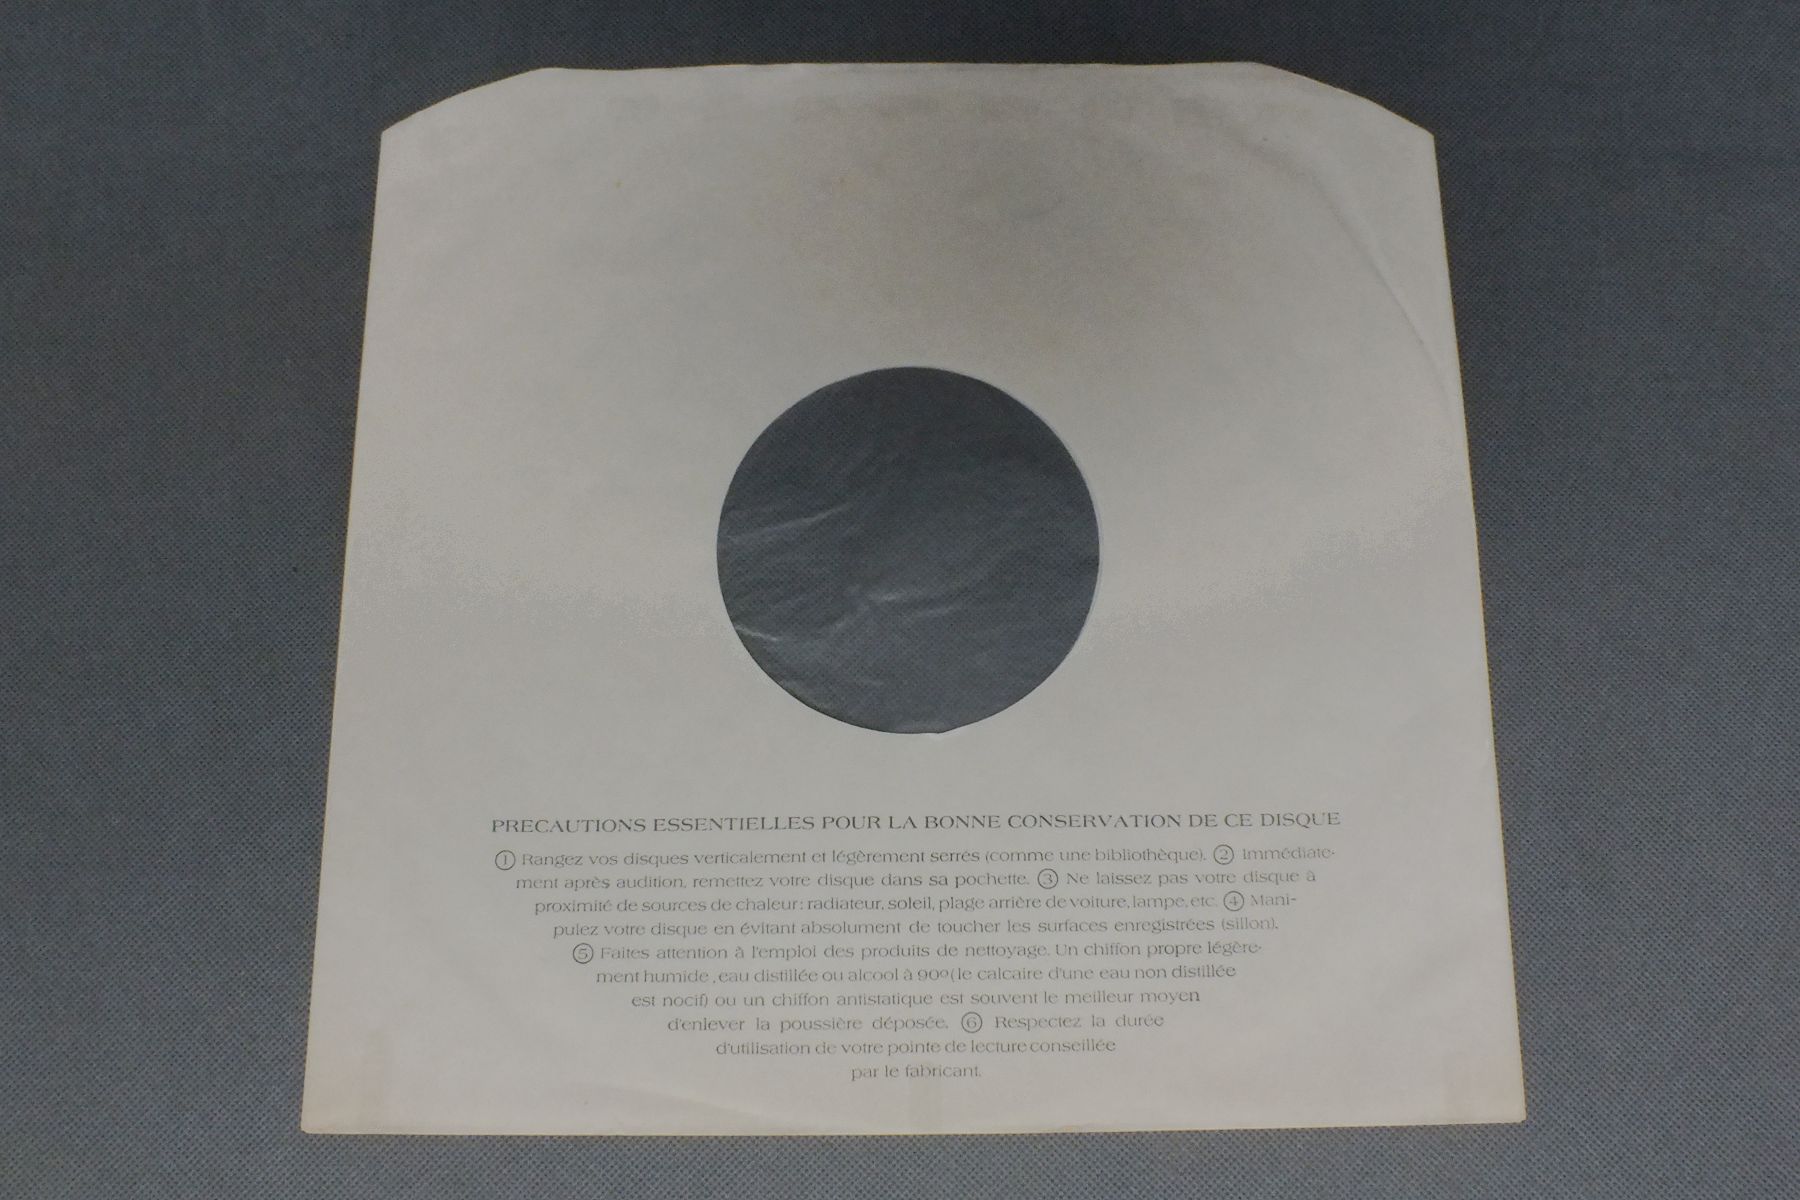 PRECAUTIONS ESSENTIELLES POUR LA BONNE CONSERVATION DE CE DISQUE
① Rangez vos disques verticalement et légèrement serrés (comme une bibliothèque). ② Immédiate-
ment après audition, remettez votre disque dans sa pochette. ③ Ne laissez pas votre disque à
proximité de sources de chaleur: radiateur, soleil, plage arrière de voiture, lampe, etc. ④ Mani-
pulez votre disque en évitant absolument de toucher les surfaces enregistrées (sillon).
⑤ Faites attention à l'emploi des produits de nettoyage. Un chiffon propre légère-
ment humide, eau distillée ou alcool à 90º (le calcaire d'une eau non distillée
est nocif) ou un chiffon antistatique est souvent le meilleur moyen
d'enlever la poussière déposée. ⑥ Respectez la durée
d'utilisation de votre pointe de lecture conseillée
par le fabricant.